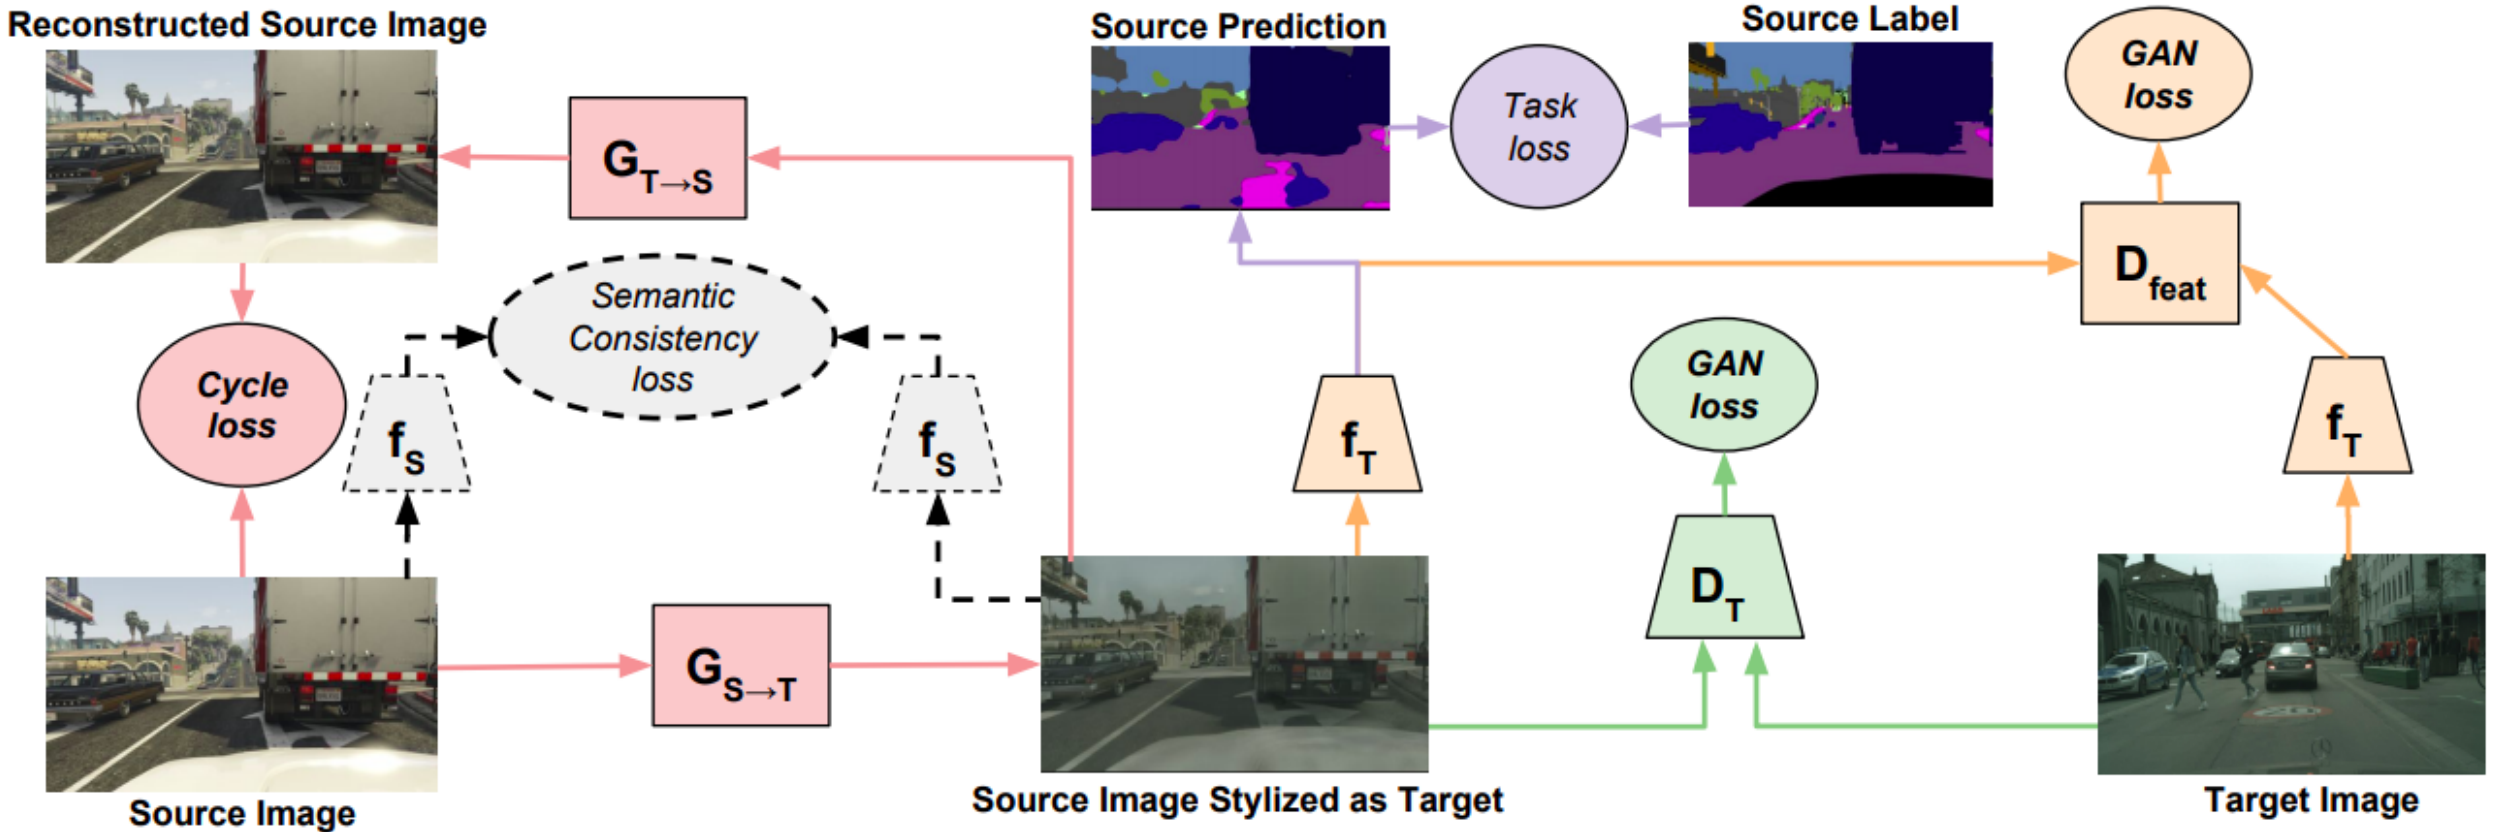 Reconstructed Source Image
Source Prediction
Source Label
GAN
loss
Task
loss
G_T→S
D_feat
Semantic
Consistency
loss
Cycle
loss
f_S
f_S
f_T
GAN
loss
f_T
D_T
G_S→T
Source Image
Source Image Stylized as Target
Target Image